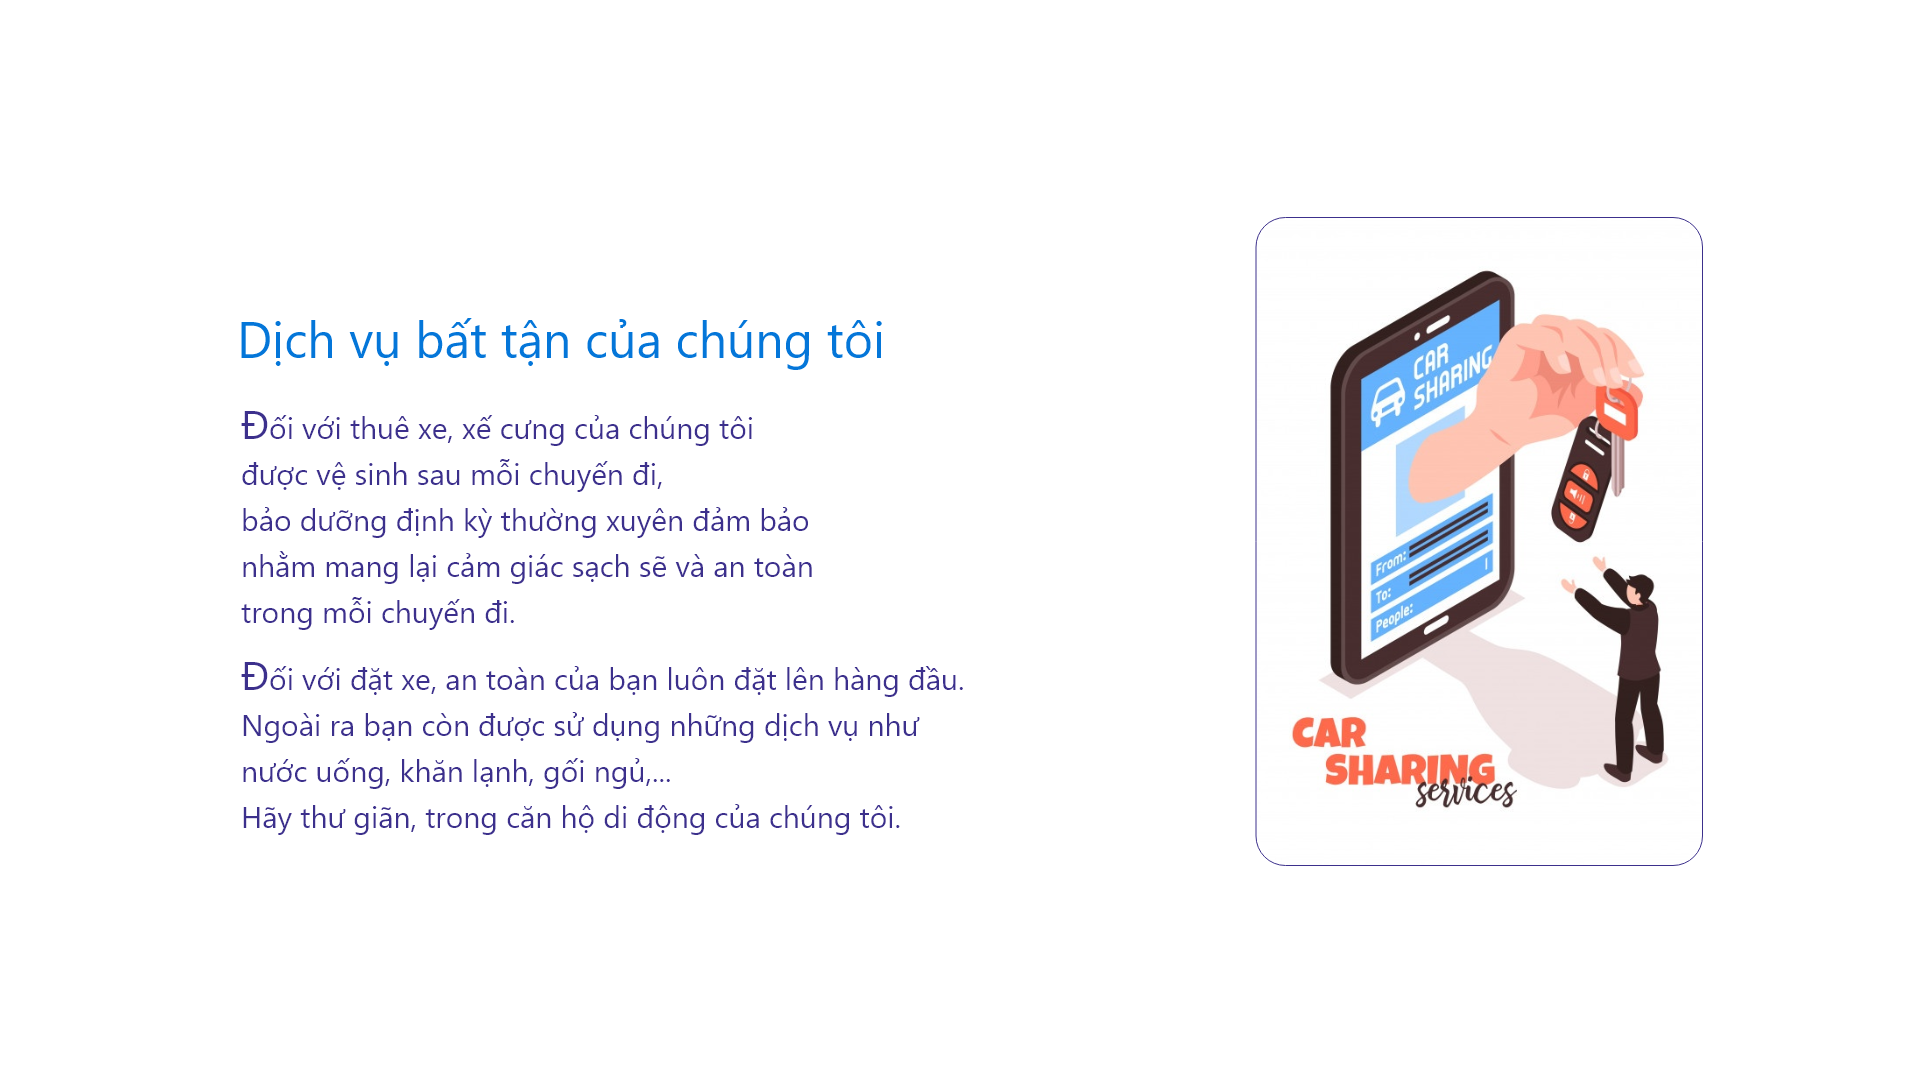 Dịch vụ bất tận của chúng tôi
Đối với thuê xe, xế cưng của chúng tôi
được vệ sinh sau mỗi chuyến đi,
bảo dưỡng định kỳ thường xuyên đảm bảo
nhằm mang lại cảm giác sạch sẽ và an toàn
trong mỗi chuyến đi.
Đối với đặt xe, an toàn của bạn luôn đặt lên hàng đầu.
Ngoài ra bạn còn được sử dụng những dịch vụ như
nước uống, khăn lạnh, gối ngủ,...
Hãy thư giãn, trong căn hộ di động của chúng tôi.
CAR
SHARING
From:
To:
People: 1
CAR
SHARING
services